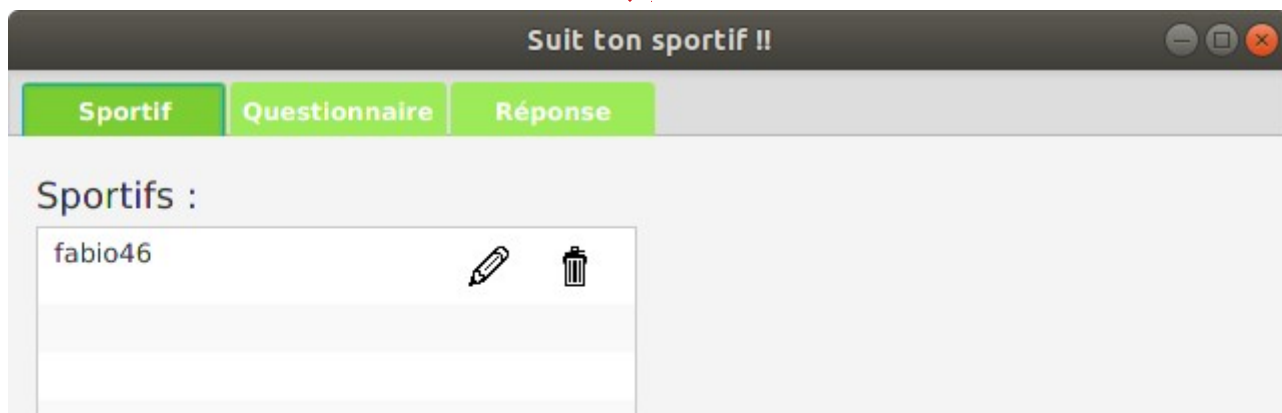 Suit ton sportif !!
Sportif Questionnaire Réponse
Sportifs :
fabio46